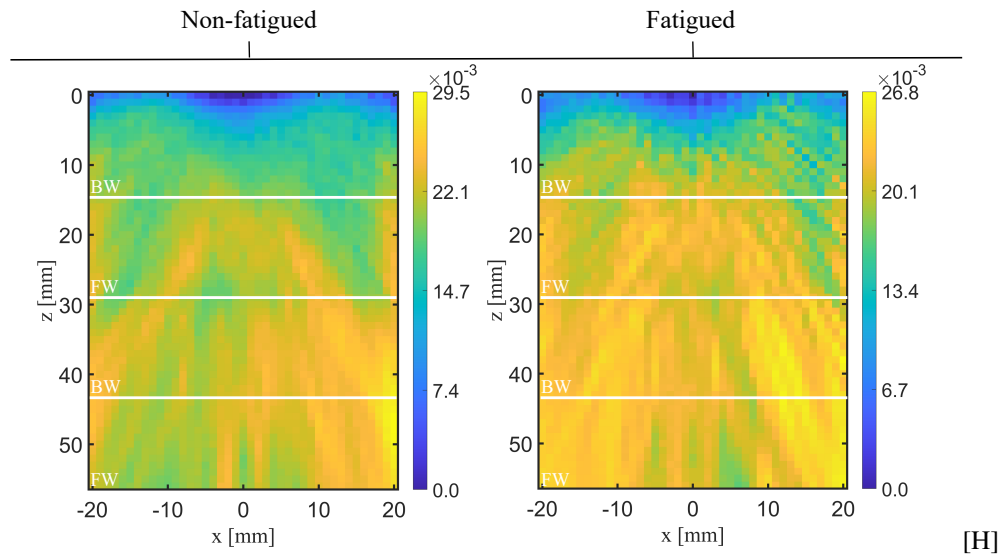 Non-fatigued
Fatigued
×10⁻³
×10⁻³
0
10
20
30
40
50
z [mm]
BW
FW
BW
FW
29.5
22.1
14.7
7.4
0.0
-20
-10
0
10
20
x [mm]
0
10
20
30
40
50
z [mm]
BW
FW
BW
FW
26.8
20.1
13.4
6.7
0.0
-20
-10
0
10
20
x [mm]
[H]